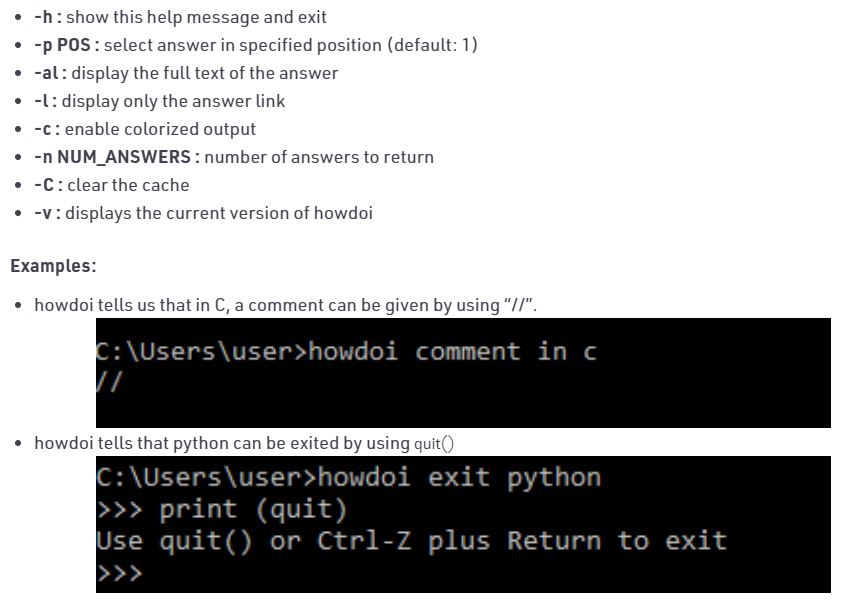 • -h : show this help message and exit
• -p POS : select answer in specified position (default: 1)
• -al : display the full text of the answer
• -l : display only the answer link
• -c : enable colorized output
• -n NUM_ANSWERS : number of answers to return
• -C : clear the cache
• -v : displays the current version of howdoi
Examples:
• howdoi tells us that in C, a comment can be given by using “//”.
C:\Users\user>howdoi comment in c
//
• howdoi tells that python can be exited by using quit()
C:\Users\user>howdoi exit python
>>> print (quit)
Use quit() or Ctrl-Z plus Return to exit
>>>